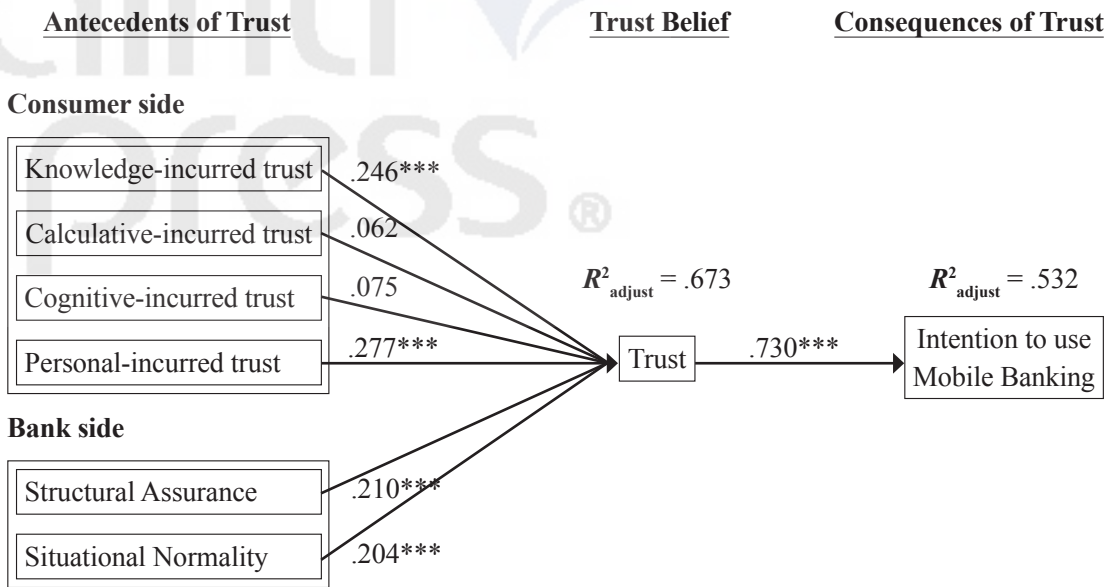 Antecedents of Trust
Trust Belief
Consequences of Trust
Consumer side
Knowledge-incurred trust
.246***
Calculative-incurred trust
.062
Cognitive-incurred trust
.075
Personal-incurred trust
.277***
Bank side
Structural Assurance
.210***
Situational Normality
.204***
R²adjust = .673
Trust
.730***
R²adjust = .532
Intention to use
Mobile Banking
press®